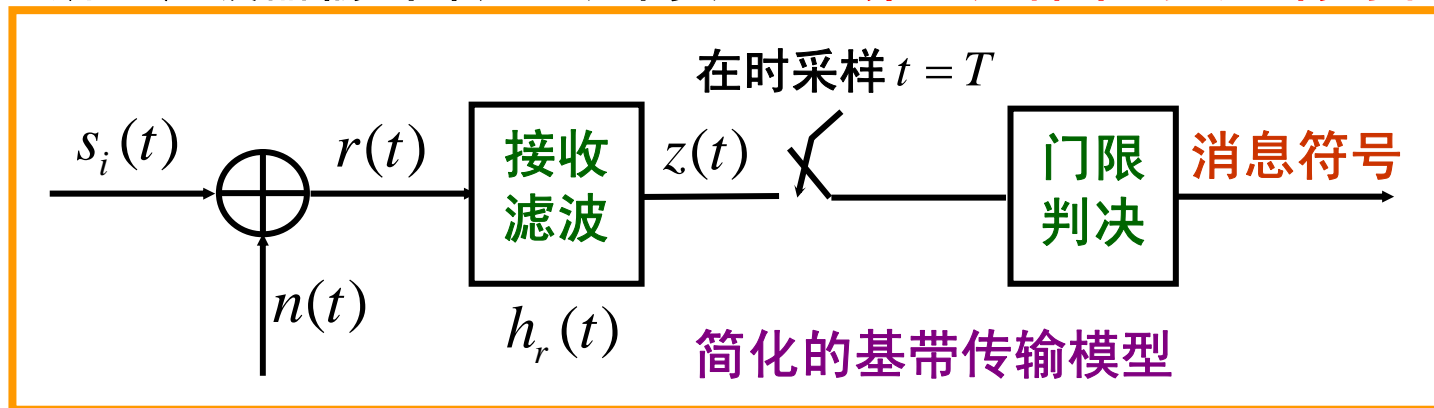 在时采样 t = T
s_i(t)
r(t)
接收
滤波
z(t)
门限
判决
消息符号
n(t)
h_r(t)
简化的基带传输模型